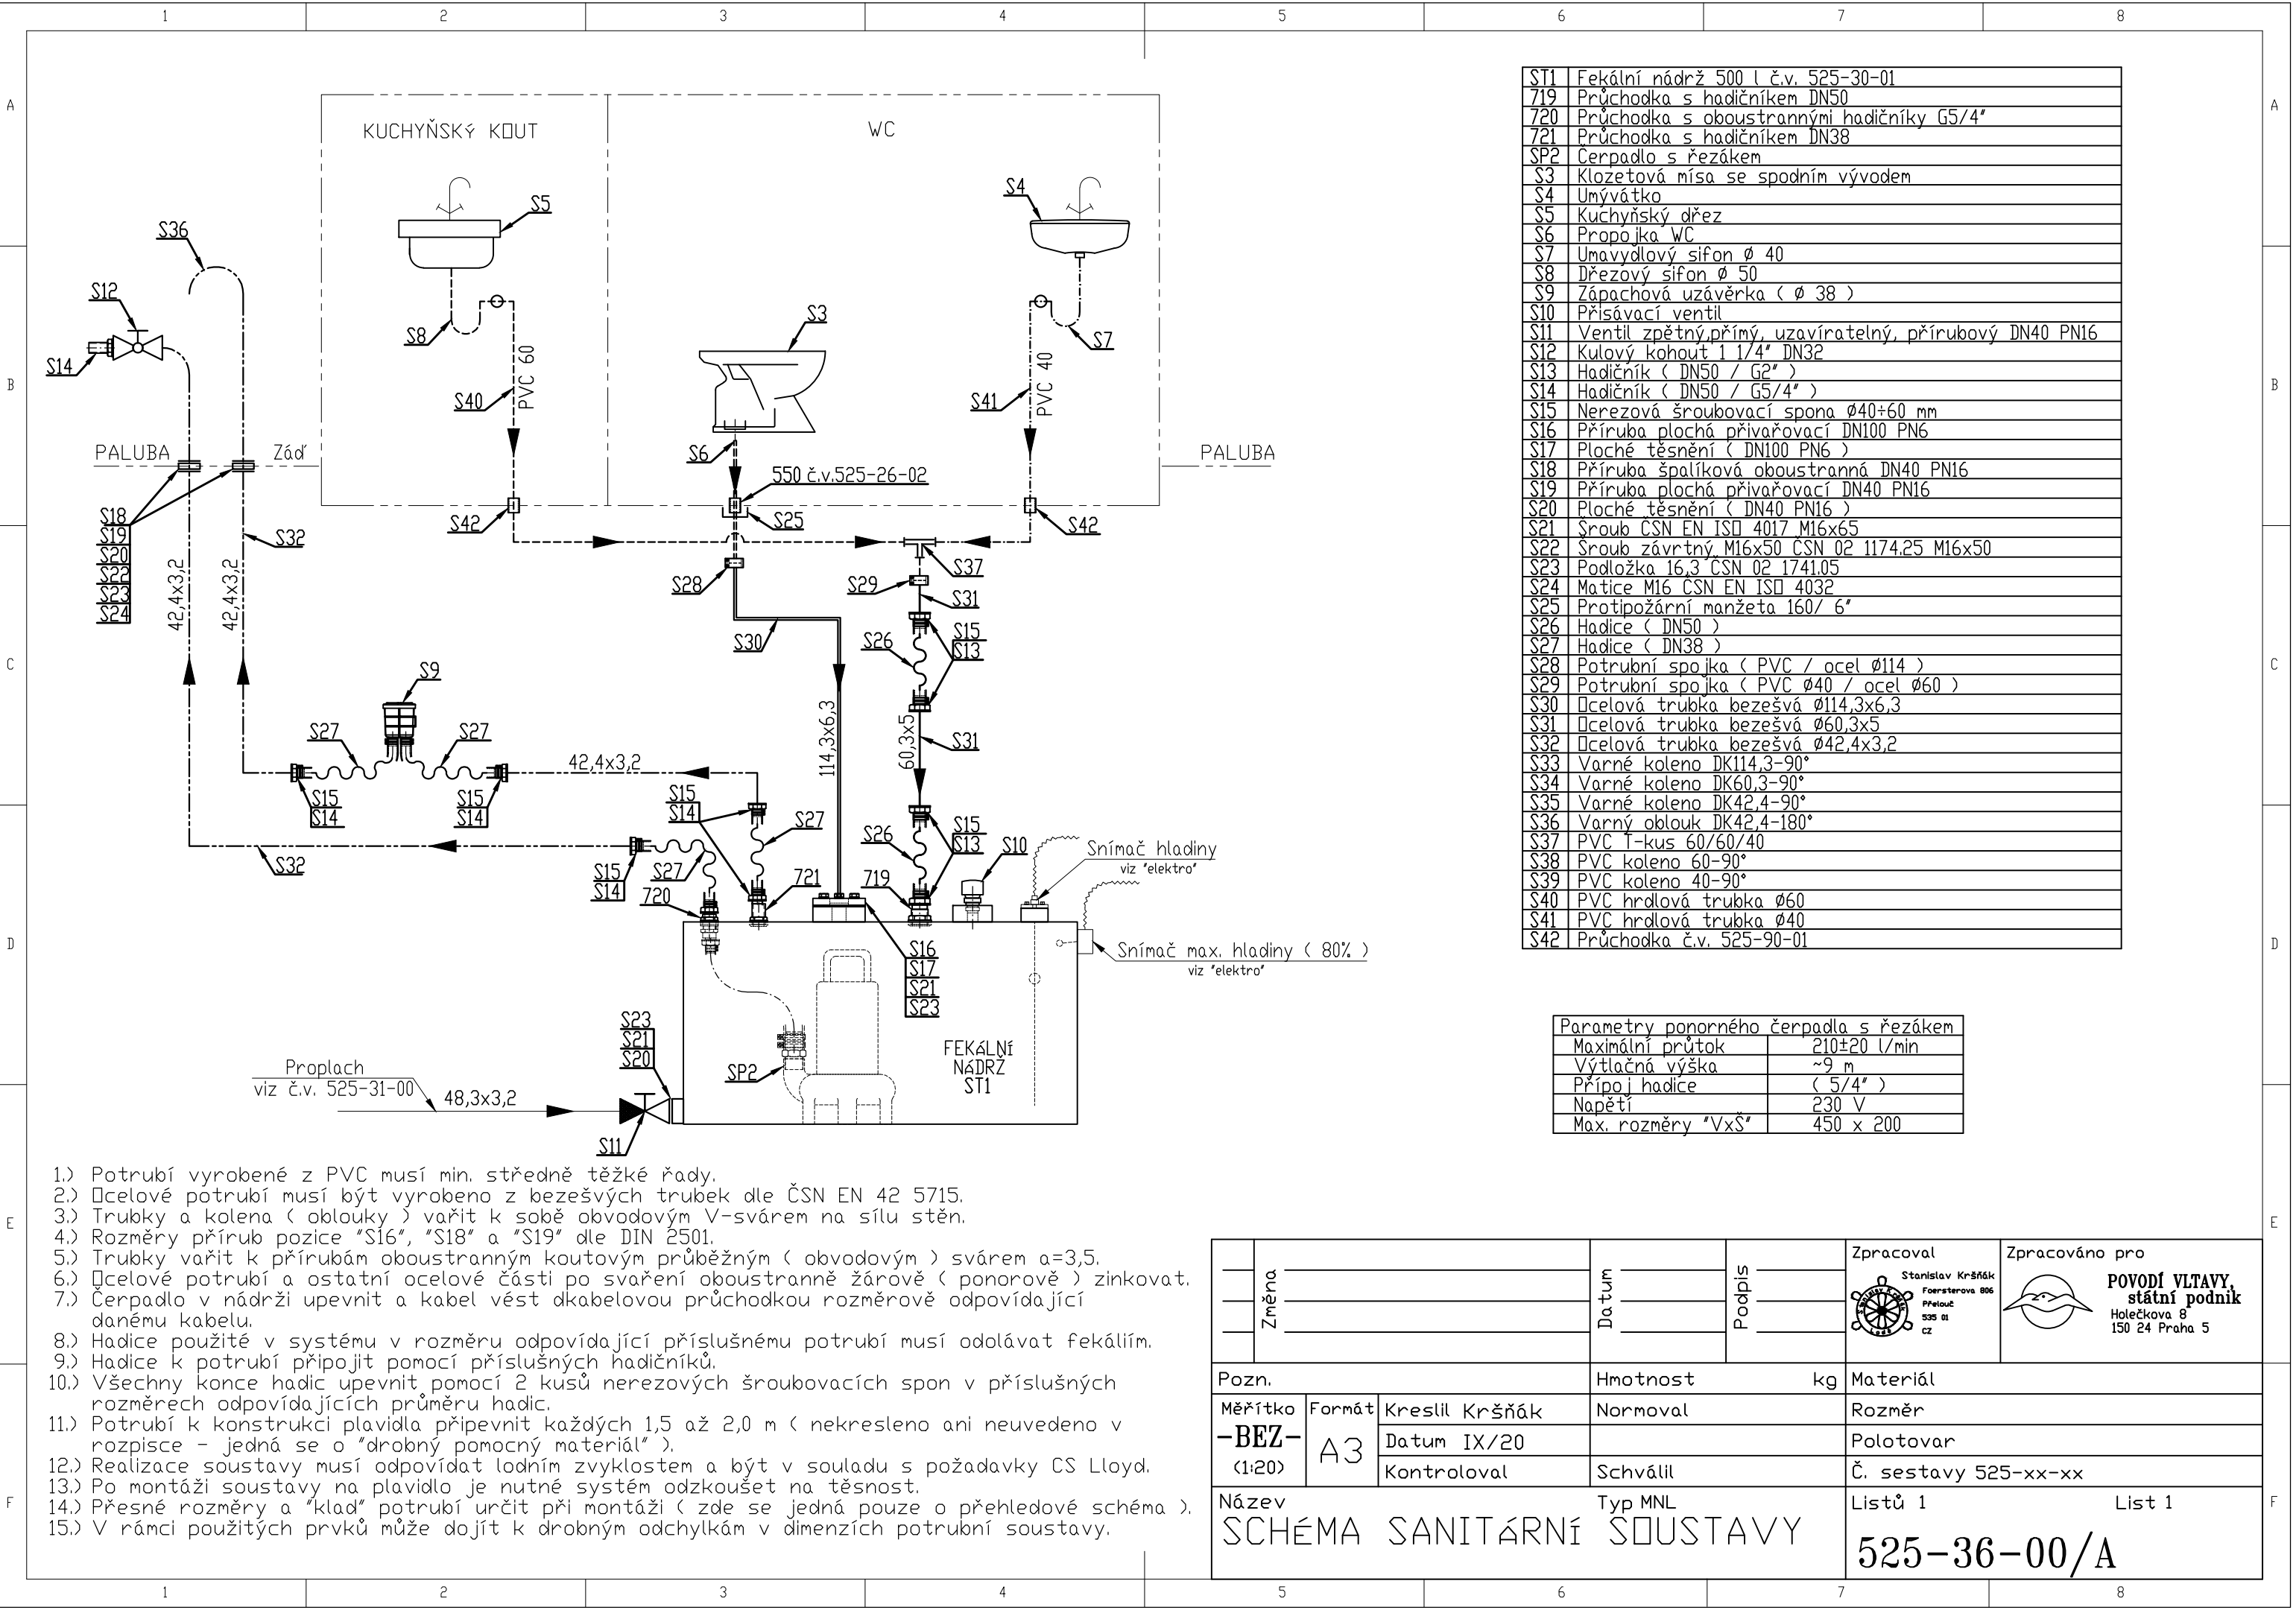 1 2 3 4 5 6 7 8
A A
B B
C C
D D
E E
F F
KUCHYŇSKÝ KOUT
WC
S5
S4
S36
S12
S14
S8
S3
S7
PVC 60
PVC 40
S40
S41
PALUBA
Záď
S6
PALUBA
550 č.v.525-26-02
S42
S25
S42
S18
S19
S20
S22
S23
S24
S32
42,4x3,2
42,4x3,2
S37
S28
S29
S31
S30
S15
S13
S26
S9
114,3x6,3
60,3x5
S31
S27
S27
42,4x3,2
S15
S14
S15
S14
S15
S14
S27
S26
S15
S13
S10
Snímač hladiny
viz "elektro"
S32
S15
S14
S27
721
719
720
Snímač max. hladiny ( 80% )
viz "elektro"
S16
S17
S21
S23
S23
S21
S20
FEKÁLNÍ
NÁDRŽ
ST1
SP2
Proplach
viz č.v. 525-31-00
48,3x3,2
S11
ST1 Fekální nádrž 500 l č.v. 525-30-01
719 Průchodka s hadičníkem DN50
720 Průchodka s oboustrannými hadičníky G5/4"
721 Průchodka s hadičníkem DN38
SP2 Čerpadlo s řezákem
S3 Klozetová mísa se spodním vývodem
S4 Umývátko
S5 Kuchyňský dřez
S6 Propojka WC
S7 Umavydlový sifon Ø 40
S8 Dřezový sifon Ø 50
S9 Zápachová uzávěrka ( Ø 38 )
S10 Přisávací ventil
S11 Ventil zpětný,přímý, uzavíratelný, přírubový DN40 PN16
S12 Kulový kohout 1 1/4" DN32
S13 Hadičník ( DN50 / G2" )
S14 Hadičník ( DN50 / G5/4" )
S15 Nerezová šroubovací spona Ø40÷60 mm
S16 Příruba plochá přivařovací DN100 PN6
S17 Ploché těsnění ( DN100 PN6 )
S18 Příruba špalíková oboustranná DN40 PN16
S19 Příruba plochá přivařovací DN40 PN16
S20 Ploché těsnění ( DN40 PN16 )
S21 Šroub ČSN EN ISO 4017 M16x65
S22 Šroub závrtný M16x50 ČSN 02 1174.25 M16x50
S23 Podložka 16,3 ČSN 02 1741.05
S24 Matice M16 ČSN EN ISO 4032
S25 Protipožární manžeta 160/ 6"
S26 Hadice ( DN50 )
S27 Hadice ( DN38 )
S28 Potrubní spojka ( PVC / ocel Ø114 )
S29 Potrubní spojka ( PVC Ø40 / ocel Ø60 )
S30 Ocelová trubka bezešvá Ø114,3x6,3
S31 Ocelová trubka bezešvá Ø60,3x5
S32 Ocelová trubka bezešvá Ø42,4x3,2
S33 Varné koleno DK114,3-90°
S34 Varné koleno DK60,3-90°
S35 Varné koleno DK42,4-90°
S36 Varný oblouk DK42,4-180°
S37 PVC T-kus 60/60/40
S38 PVC koleno 60-90°
S39 PVC koleno 40-90°
S40 PVC hrdlová trubka Ø60
S41 PVC hrdlová trubka Ø40
S42 Průchodka č.v. 525-90-01
Parametry ponorného čerpadla s řezákem
Maximální průtok 210±20 l/min
Výtlačná výška ~9 m
Přípoj hadice ( 5/4" )
Napětí 230 V
Max. rozměry "VxŠ" 450 x 200
1.) Potrubí vyrobené z PVC musí min. středně těžké řady.
2.) Ocelové potrubí musí být vyrobeno z bezešvých trubek dle ČSN EN 42 5715.
3.) Trubky a kolena ( oblouky ) vařit k sobě obvodovým V-svárem na sílu stěn.
4.) Rozměry přírub pozice "S16", "S18" a "S19" dle DIN 2501.
5.) Trubky vařit k přírubám oboustranným koutovým průběžným ( obvodovým ) svárem a=3,5.
6.) Ocelové potrubí a ostatní ocelové části po svaření oboustranně žárově ( ponorově ) zinkovat.
7.) Čerpadlo v nádrži upevnit a kabel vést dkabelovou průchodkou rozměrově odpovídající
danému kabelu.
8.) Hadice použité v systému v rozměru odpovídající příslušnému potrubí musí odolávat fekáliím.
9.) Hadice k potrubí připojit pomocí příslušných hadičníků.
10.) Všechny konce hadic upevnit pomocí 2 kusů nerezových šroubovacích spon v příslušných
rozměrech odpovídajících průměru hadic.
11.) Potrubí k konstrukci plavidla připevnit každých 1,5 až 2,0 m ( nekresleno ani neuvedeno v
rozpisce - jedná se o "drobný pomocný materiál" ).
12.) Realizace soustavy musí odpovídat lodním zvyklostem a být v souladu s požadavky CS Lloyd.
13.) Po montáži soustavy na plavidlo je nutné systém odzkoušet na těsnost.
14.) Přesné rozměry a "klad" potrubí určit při montáži ( zde se jedná pouze o přehledové schéma ).
15.) V rámci použitých prvků může dojít k drobným odchylkám v dimenzích potrubní soustavy.
Změna
Datum
Podpis
Zpracoval
Stanislav Kršňák
Foersterova 806
Přelouč
535 01
CZ
Stanislav Kršňák
Lodě
Zpracováno pro
POVODÍ VLTAVY,
státní podnik
Holečkova 8
150 24 Praha 5
Pozn.
Hmotnost kg
Materiál
Měřítko
-BEZ-
(1:20)
Formát
A3
Kreslil Kršňák
Datum IX/20
Kontroloval
Normoval
Schválil
Rozměr
Polotovar
Č. sestavy 525-xx-xx
Název
Typ MNL
SCHÉMA SANITÁRNÍ SOUSTAVY
Listů 1 List 1
525-36-00/A
1 2 3 4 5 6 7 8